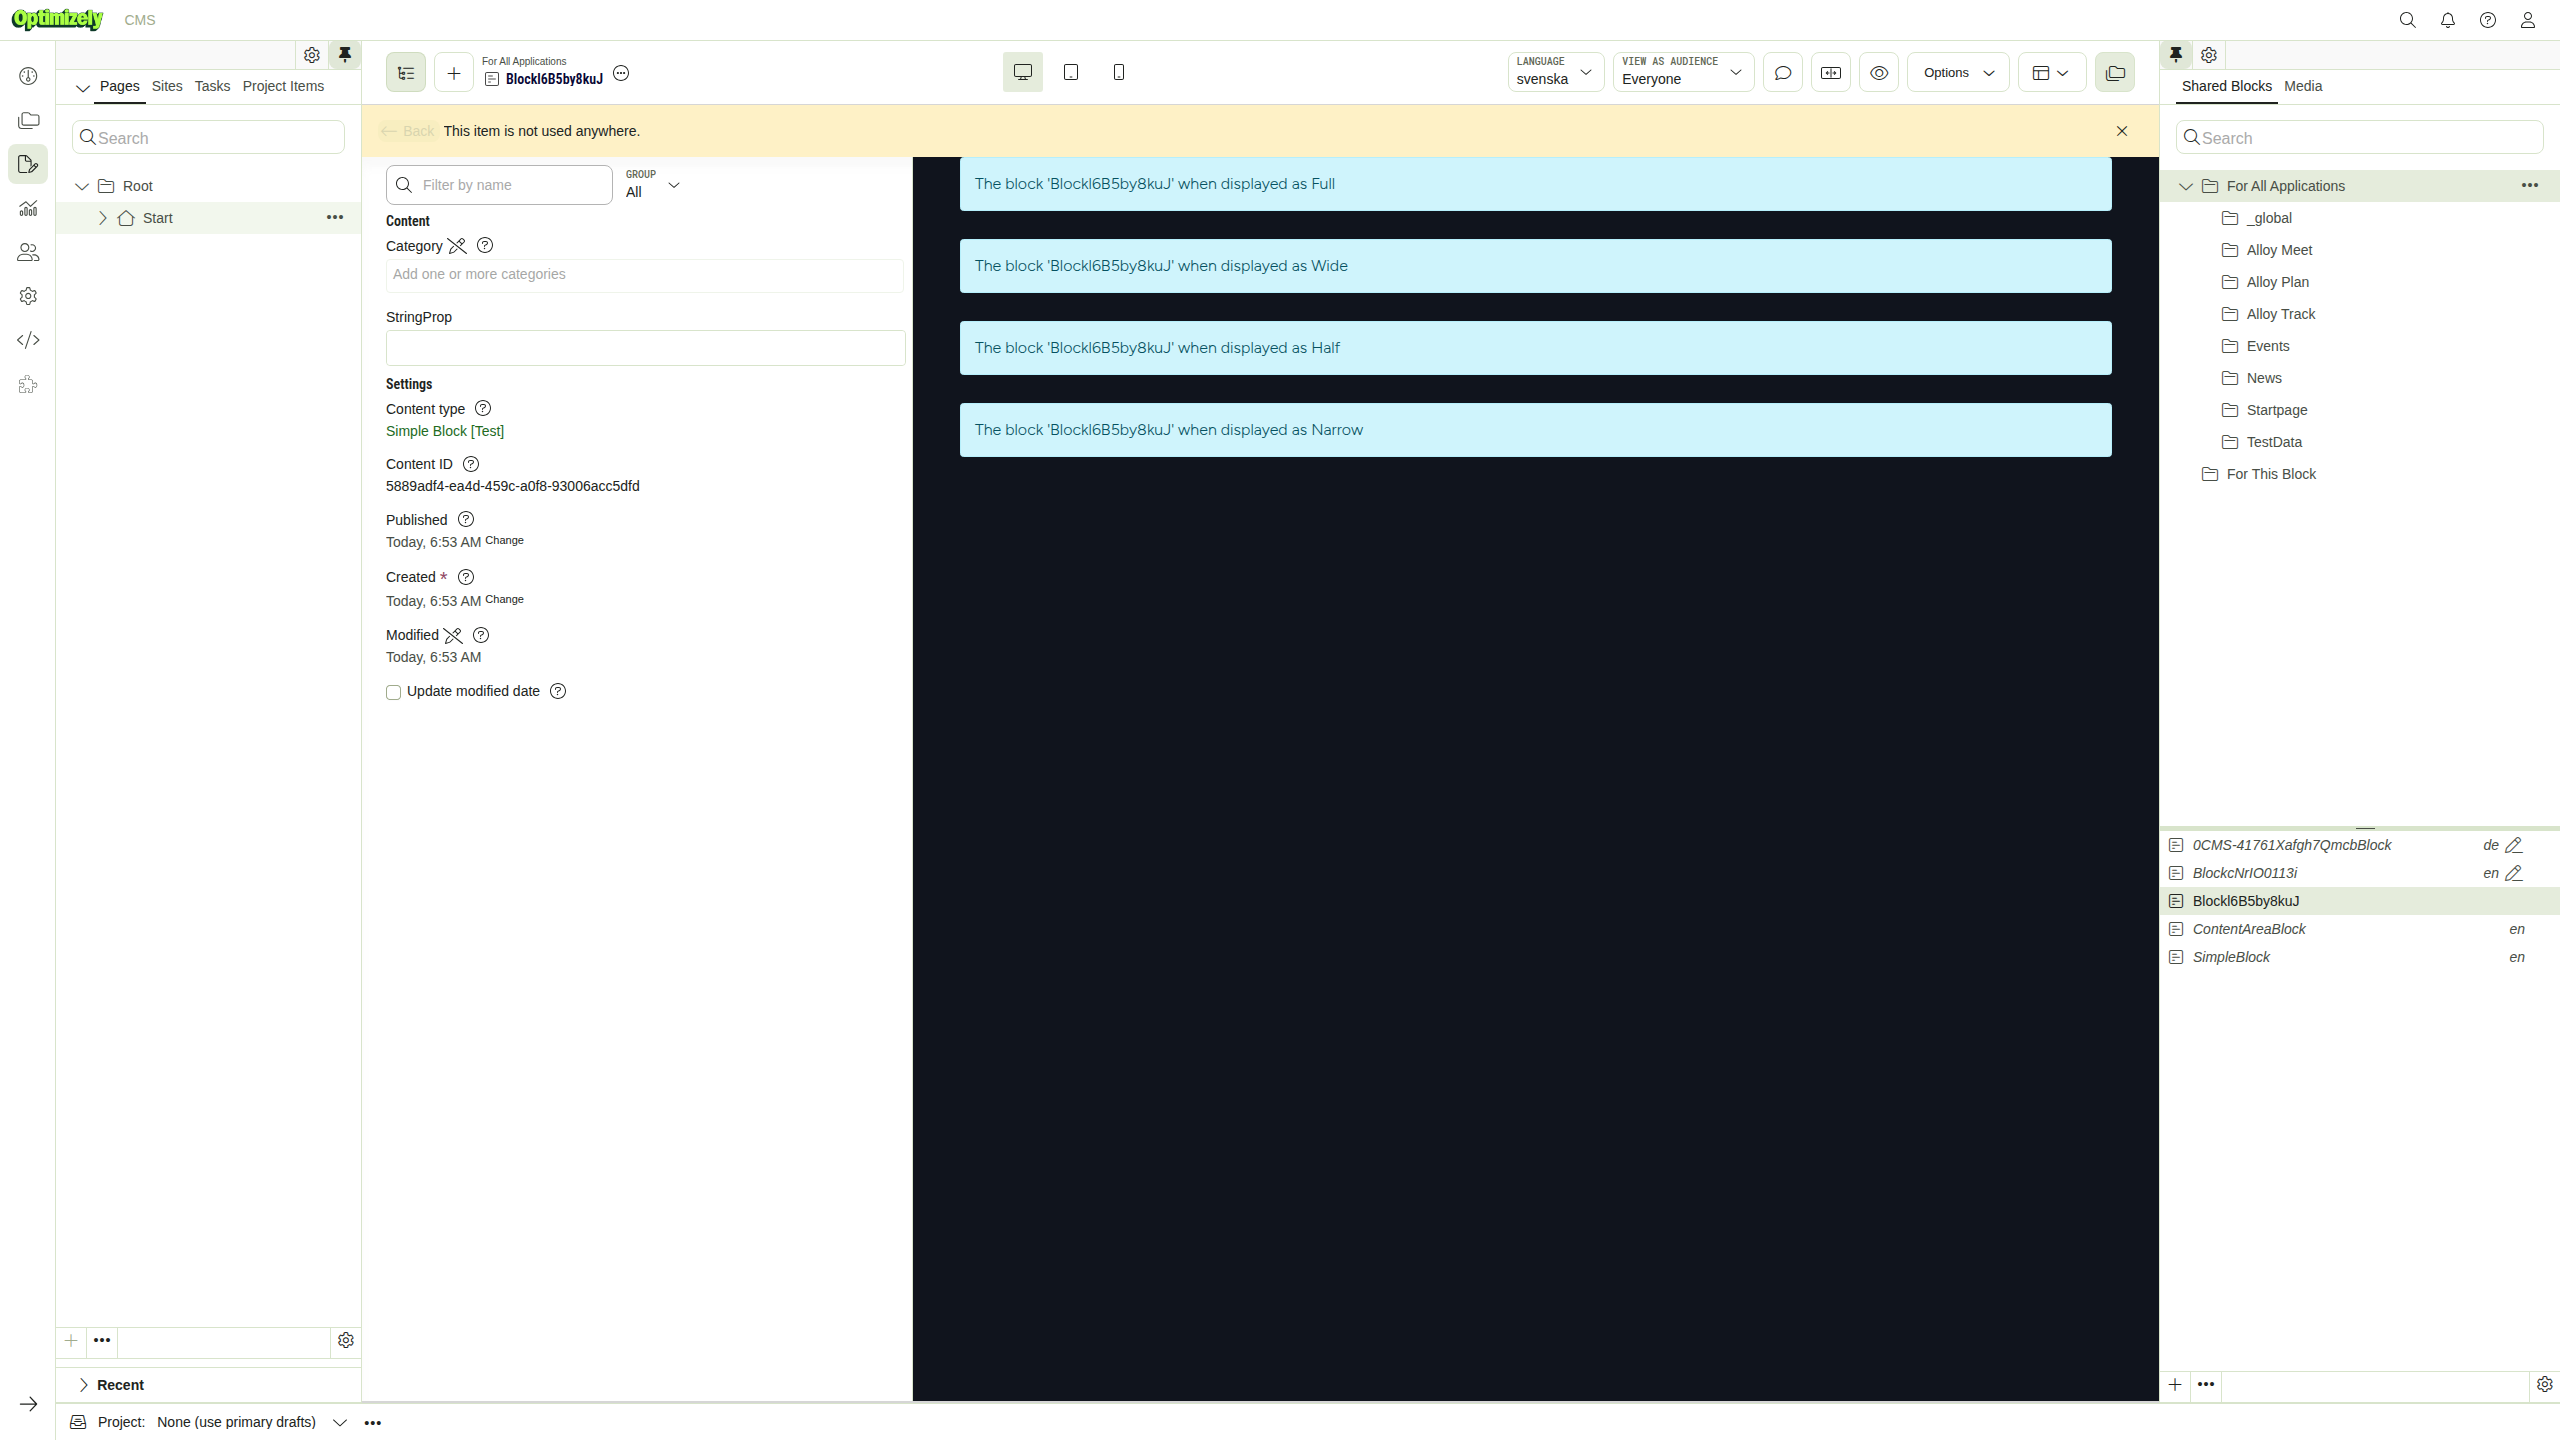 Optimizely CMS
Pages Sites Tasks Project Items
Search
Root
Start
Recent
Project: None (use primary drafts)
For All Applications
Blockl6B5by8kuJ
LANGUAGE
svenska
VIEW AS AUDIENCE
Everyone
Options
Back This item is not used anywhere.
Filter by name
GROUP
All
Content
Category
Add one or more categories
StringProp
Settings
Content type
Simple Block [Test]
Content ID
5889adf4-ea4d-459c-a0f8-93006acc5dfd
Published
Today, 6:53 AM Change
Created *
Today, 6:53 AM Change
Modified
Today, 6:53 AM
Update modified date
The block 'Blockl6B5by8kuJ' when displayed as Full
The block 'Blockl6B5by8kuJ' when displayed as Wide
The block 'Blockl6B5by8kuJ' when displayed as Half
The block 'Blockl6B5by8kuJ' when displayed as Narrow
Shared Blocks Media
Search
For All Applications
_global
Alloy Meet
Alloy Plan
Alloy Track
Events
News
Startpage
TestData
For This Block
0CMS-41761Xafgh7QmcbBlock de
BlockcNrIO0113i en
Blockl6B5by8kuJ
ContentAreaBlock en
SimpleBlock en